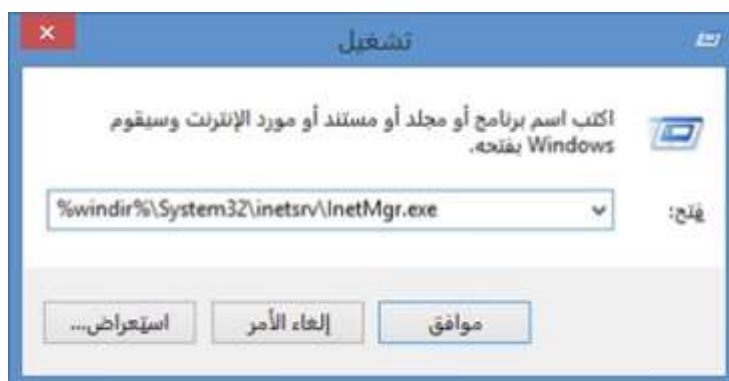 تشغيل
اكتب اسم برنامج أو مجلد أو مستند أو مورد الإنترنت وسيقوم
Windows بفتحه.
فتح:
%windir%\System32\inetsrv\InetMgr.exe
موافق
إلغاء الأمر
استعراض...